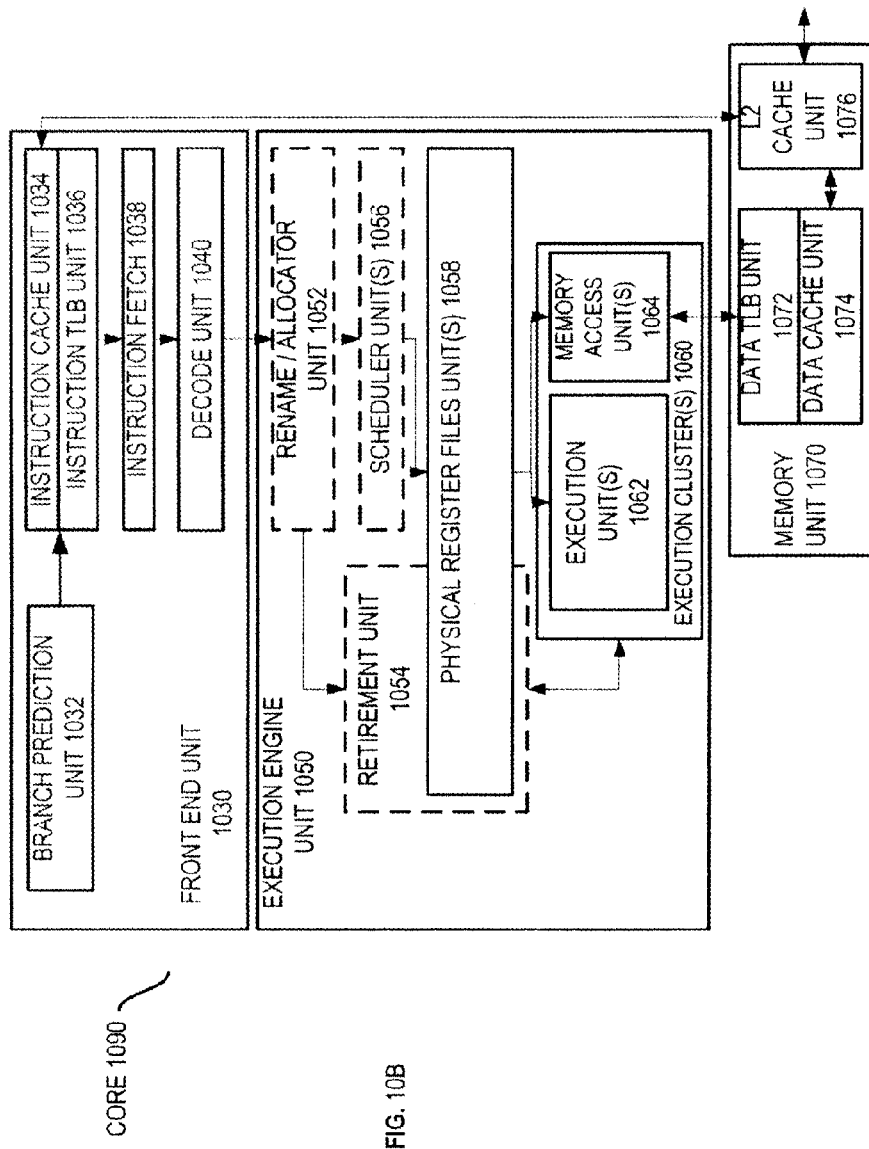 CORE 1090
FIG. 10B
BRANCH PREDICTION
UNIT 1032
INSTRUCTION CACHE UNIT 1034
INSTRUCTION TLB UNIT 1036
INSTRUCTION FETCH 1038
DECODE UNIT 1040
FRONT END UNIT
1030
EXECUTION ENGINE
UNIT 1050
RENAME / ALLOCATOR
UNIT 1052
RETIREMENT UNIT
1054
SCHEDULER UNIT(S) 1056
PHYSICAL REGISTER FILES UNIT(S) 1058
EXECUTION
UNIT(S)
1062
MEMORY
ACCESS
UNIT(S)
1064
EXECUTION CLUSTER(S) 1060
MEMORY
UNIT 1070
DATA TLB UNIT
1072
DATA CACHE UNIT
1074
L2
CACHE
UNIT
1076